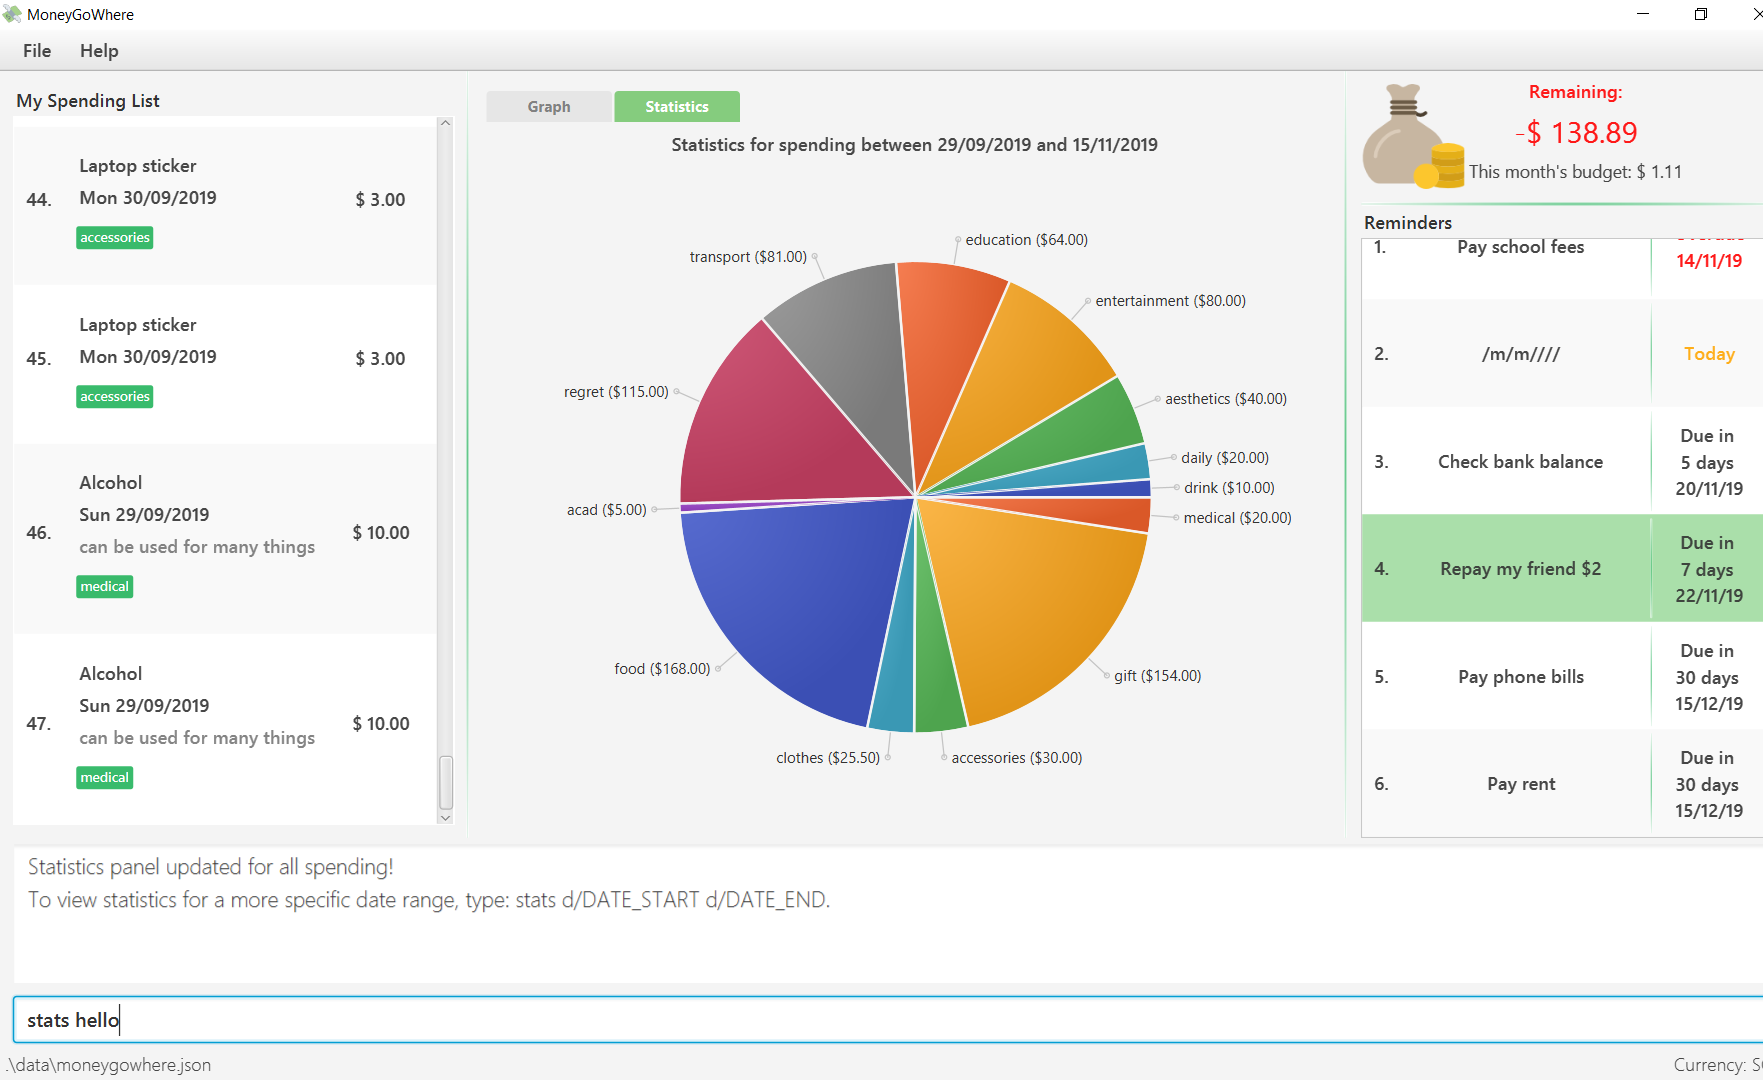 MoneyGoWhere
File Help
My Spending List
44.
Laptop sticker
Mon 30/09/2019
$ 3.00
accessories
45.
Laptop sticker
Mon 30/09/2019
$ 3.00
accessories
46.
Alcohol
Sun 29/09/2019
can be used for many things
$ 10.00
medical
47.
Alcohol
Sun 29/09/2019
can be used for many things
$ 10.00
medical
Graph Statistics
Statistics for spending between 29/09/2019 and 15/11/2019
education ($64.00)
transport ($81.00)
entertainment ($80.00)
regret ($115.00)
aesthetics ($40.00)
daily ($20.00)
drink ($10.00)
acad ($5.00)
medical ($20.00)
food ($168.00)
gift ($154.00)
clothes ($25.50)
accessories ($30.00)
Remaining:
-$ 138.89
This month's budget: $ 1.11
Reminders
1.
Pay school fees
14/11/19
2.
/m/m////
Today
3.
Check bank balance
Due in
5 days
20/11/19
4.
Repay my friend $2
Due in
7 days
22/11/19
5.
Pay phone bills
Due in
30 days
15/12/19
6.
Pay rent
Due in
30 days
15/12/19
Statistics panel updated for all spending!
To view statistics for a more specific date range, type: stats d/DATE_START d/DATE_END.
stats hello
.\data\moneygowhere.json
Currency: